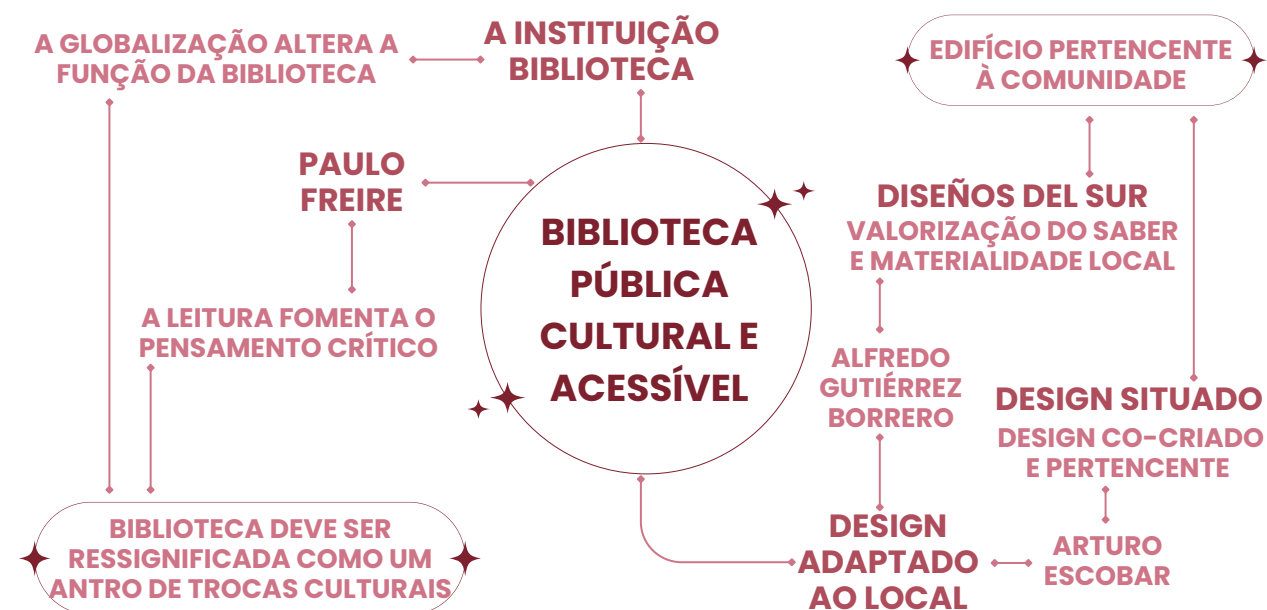 A GLOBALIZAÇÃO ALTERA A
FUNÇÃO DA BIBLIOTECA
A INSTITUIÇÃO
BIBLIOTECA
EDIFÍCIO PERTENCENTE
À COMUNIDADE
PAULO
FREIRE
A LEITURA FOMENTA O
PENSAMENTO CRÍTICO
BIBLIOTECA
PÚBLICA
CULTURAL E
ACESSÍVEL
DISEÑOS DEL SUR
VALORIZAÇÃO DO SABER
E MATERIALIDADE LOCAL
ALFREDO
GUTIÉRREZ
BORRERO
DESIGN SITUADO
DESIGN CO-CRIADO
E PERTENCENTE
BIBLIOTECA DEVE SER
RESSIGNIFICADA COMO UM
ANTRO DE TROCAS CULTURAIS
DESIGN
ADAPTADO
AO LOCAL
ARTURO
ESCOBAR